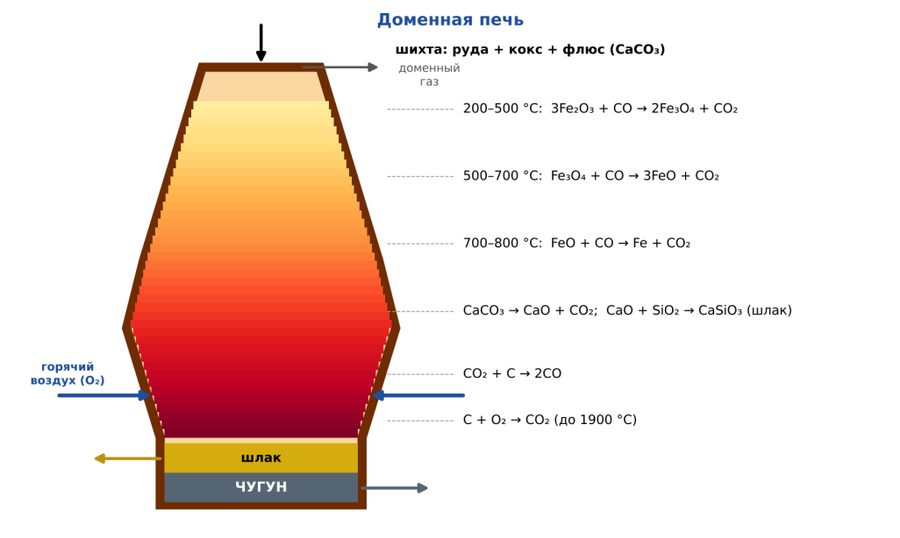 Доменная печь
шихта: руда + кокс + флюс (CaCO₃)
доменный
газ
200–500 °C:  3Fe₂O₃ + CO → 2Fe₃O₄ + CO₂
500–700 °C:  Fe₃O₄ + CO → 3FeO + CO₂
700–800 °C:  FeO + CO → Fe + CO₂
CaCO₃ → CaO + CO₂;  CaO + SiO₂ → CaSiO₃ (шлак)
горячий
воздух (O₂)
CO₂ + C → 2CO
C + O₂ → CO₂ (до 1900 °C)
шлак
ЧУГУН